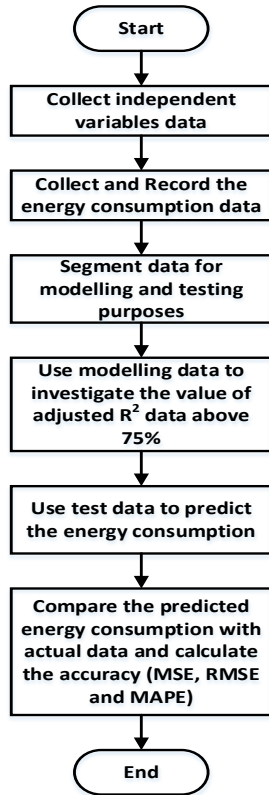 Start
Collect independent
variables data
Collect and Record the
energy consumption data
Segment data for
modelling and testing
purposes
Use modelling data to
investigate the value of
adjusted R² data above
75%
Use test data to predict
the energy consumption
Compare the predicted
energy consumption with
actual data and calculate
the accuracy (MSE, RMSE
and MAPE)
End